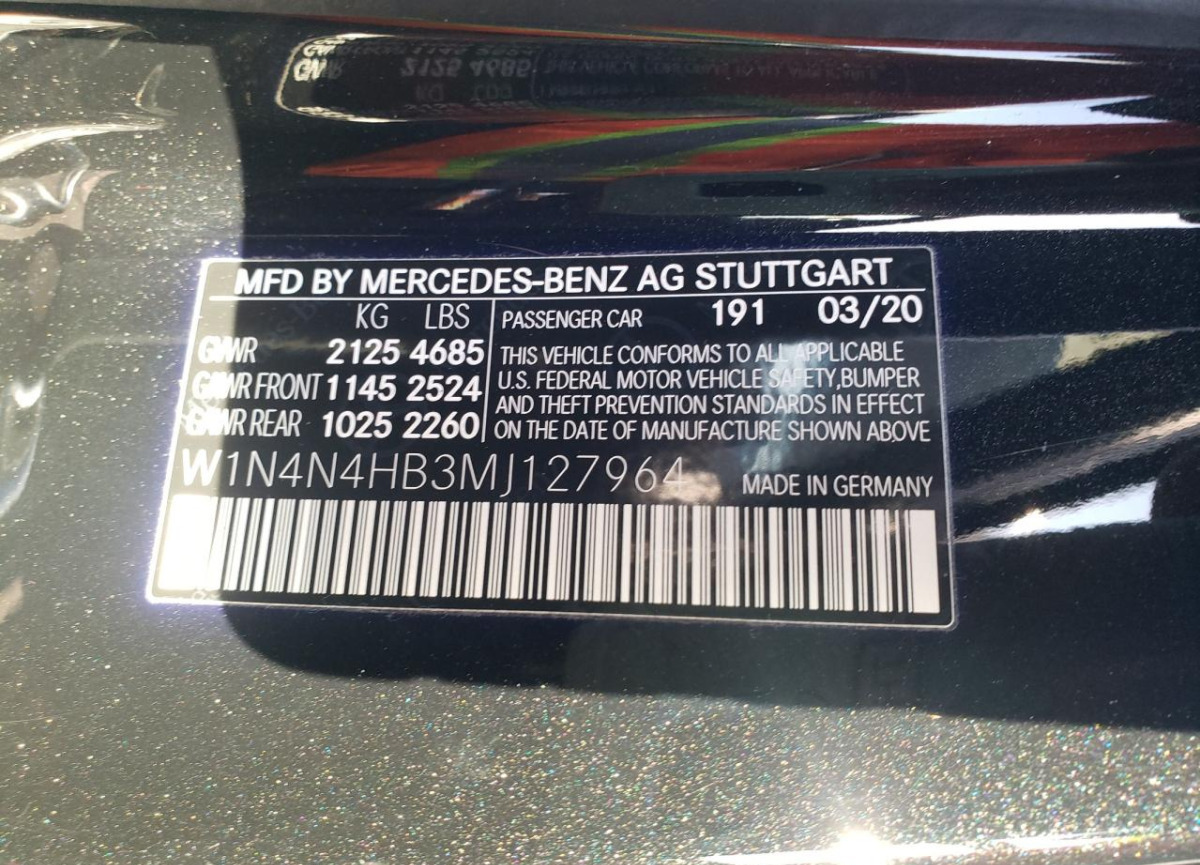 MFD BY MERCEDES-BENZ AG STUTTGART
KG LBS
GVWR 2125 4685
GAWR FRONT 1145 2524
GAWR REAR 1025 2260
PASSENGER CAR 191 03/20
THIS VEHICLE CONFORMS TO ALL APPLICABLE
U.S. FEDERAL MOTOR VEHICLE SAFETY,BUMPER
AND THEFT PREVENTION STANDARDS IN EFFECT
ON THE DATE OF MANUFACTURE SHOWN ABOVE
W1N4N4HB3MJ127964
MADE IN GERMANY